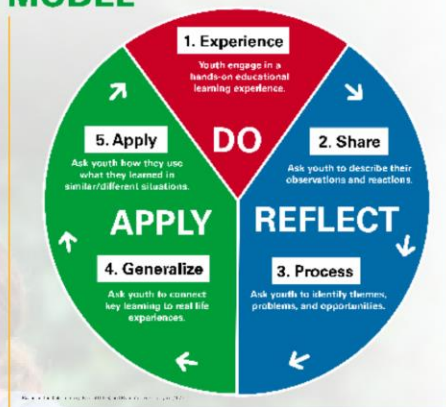 MODEL
1. Experience
Youth engage in a
hands-on educational
learning experience.
DO
2. Share
Ask youth to describe their
observations and reactions.
REFLECT
3. Process
Ask youth to identify themes,
problems, and opportunities.
4. Generalize
Ask youth to connect
key learning to real life
experiences.
APPLY
5. Apply
Ask youth how they use
what they learned in
similar/different situations.